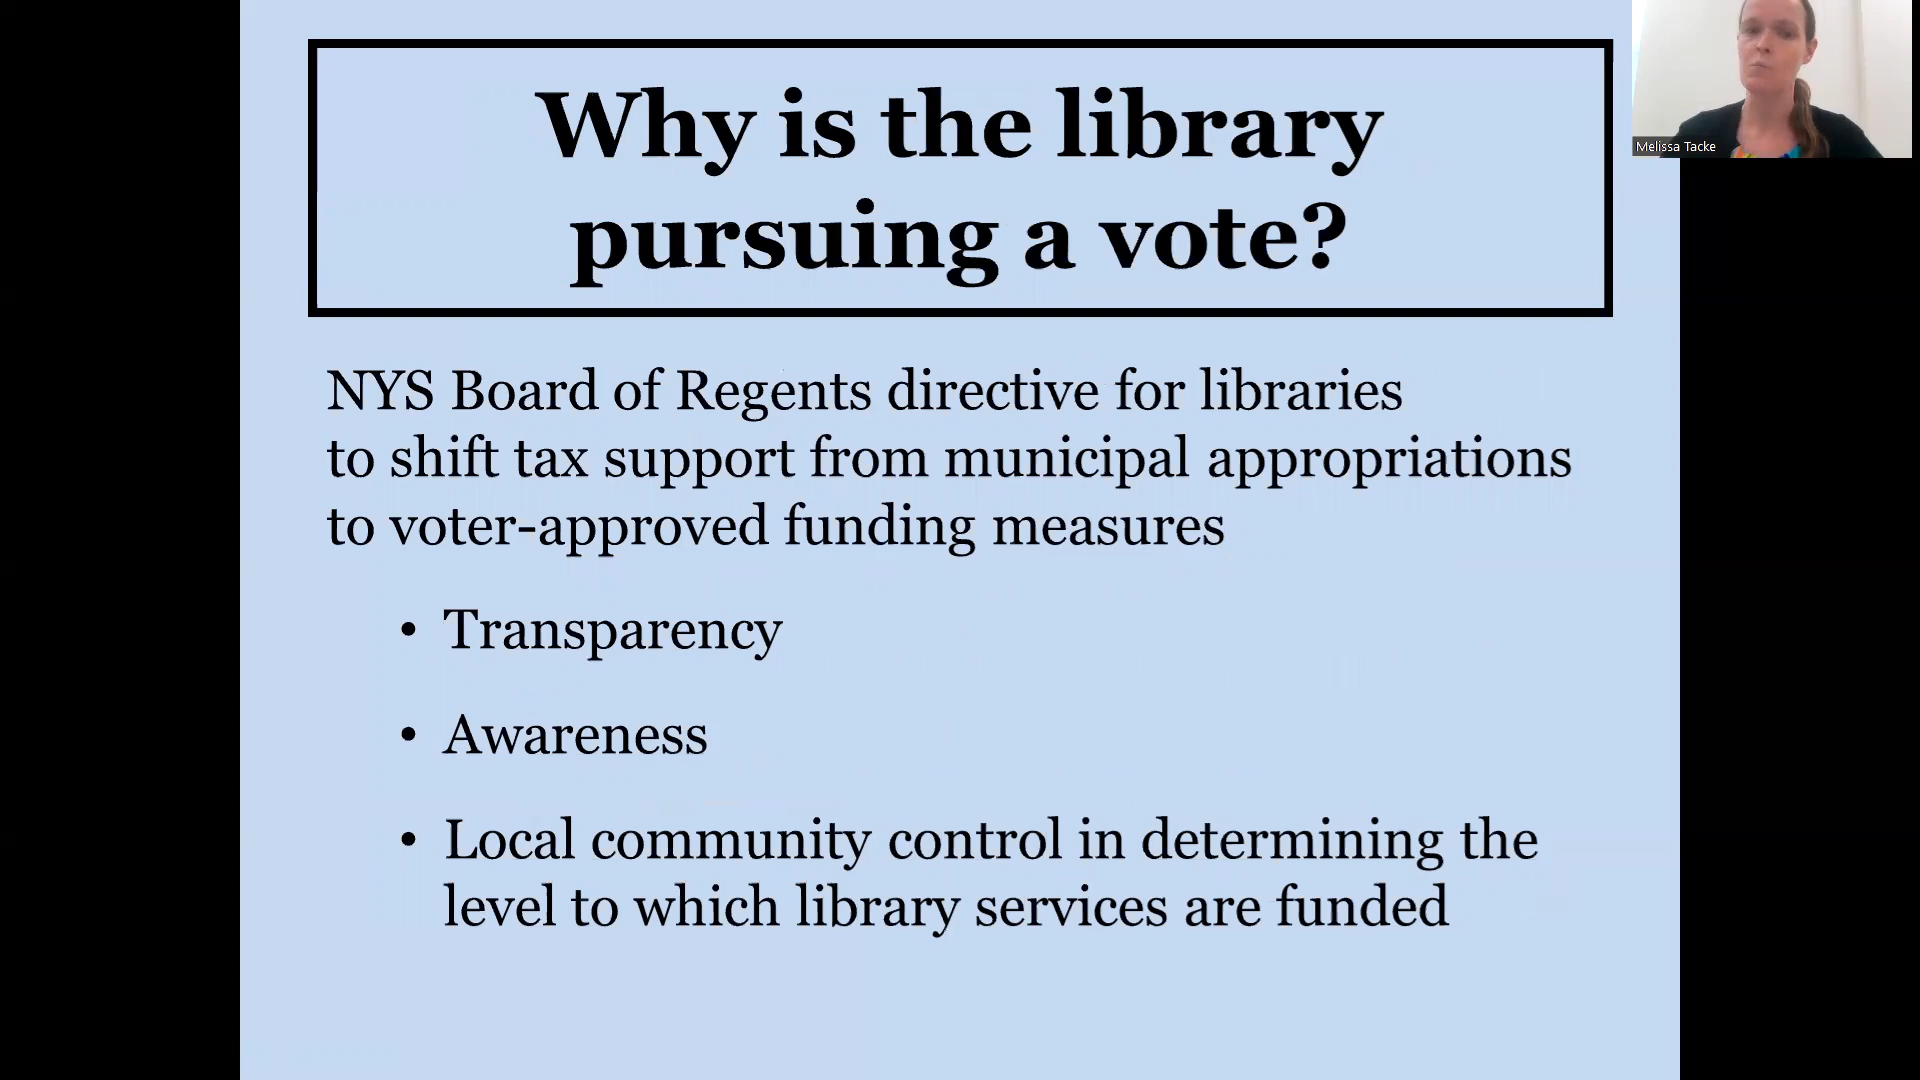 Why is the library
pursuing a vote?
NYS Board of Regents directive for libraries
to shift tax support from municipal appropriations
to voter-approved funding measures
• Transparency
• Awareness
• Local community control in determining the
level to which library services are funded
Melissa Tacke